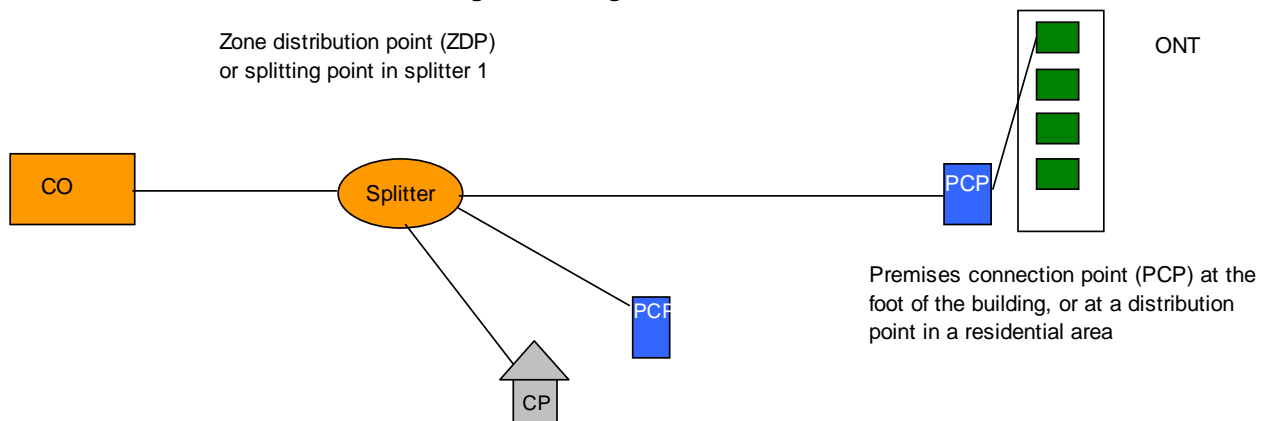 Zone distribution point (ZDP)
or splitting point in splitter 1
ONT
CO
Splitter
PCP
Premises connection point (PCP) at the
foot of the building, or at a distribution
point in a residential area
PCP
CP